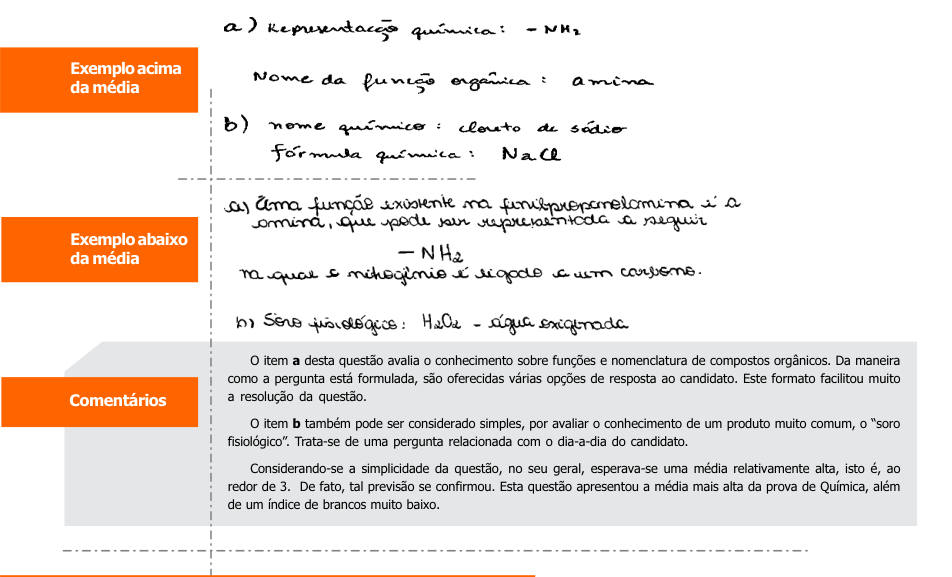 a) Representação química: - NH2
Exemplo acima
da média
Nome da função orgânica: amina
b) nome químico: cloreto de sódio
fórmula química: NaCl
a) Uma função existente na fenilpropanolamina é a
amina, que pode ser representada a seguir
Exemplo abaixo
da média
- NH2
na qual o nitrogênio é ligado a um carbono.
b) Soro fisiológico: H2O2 - água oxigenada
Comentários
O item a desta questão avalia o conhecimento sobre funções e nomenclatura de compostos orgânicos. Da maneira
como a pergunta está formulada, são oferecidas várias opções de resposta ao candidato. Este formato facilitou muito
a resolução da questão.
O item b também pode ser considerado simples, por avaliar o conhecimento de um produto muito comum, o “soro
fisiológico”. Trata-se de uma pergunta relacionada com o dia-a-dia do candidato.
Considerando-se a simplicidade da questão, no seu geral, esperava-se uma média relativamente alta, isto é, ao
redor de 3. De fato, tal previsão se confirmou. Esta questão apresentou a média mais alta da prova de Química, além
de um índice de brancos muito baixo.